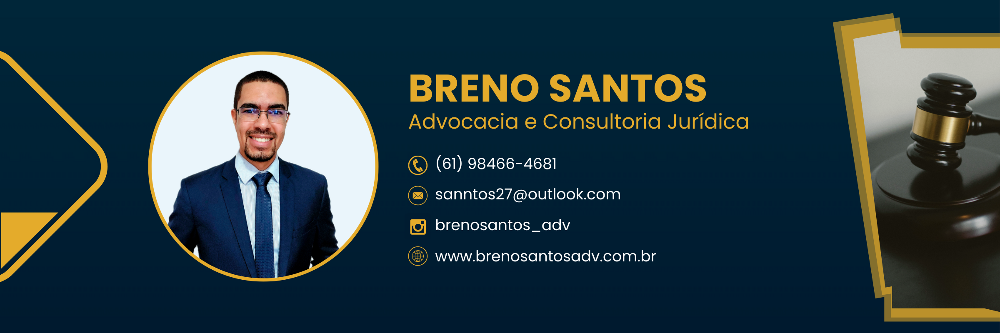 BRENO SANTOS
Advocacia e Consultoria Jurídica
(61) 98466-4681
sanntos27@outlook.com
brenosantos_adv
www.brenosantosadv.com.br